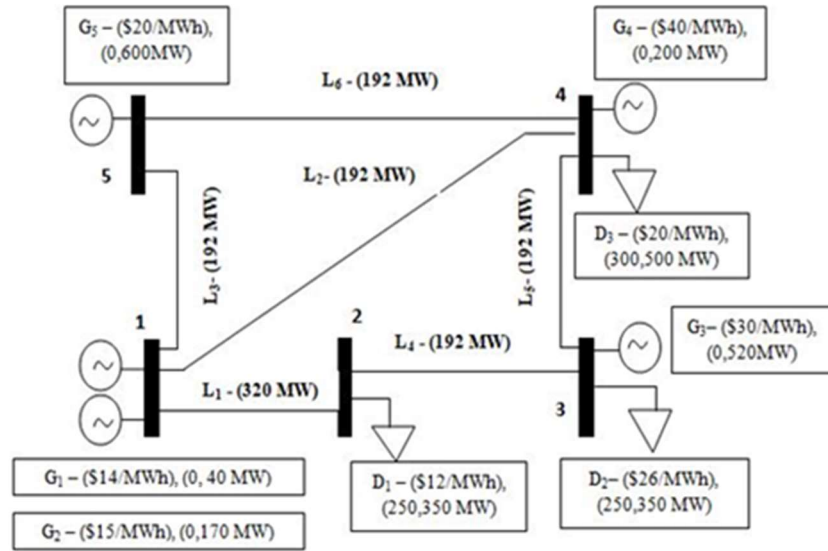 G₅ – ($20/MWh),
(0,600MW)
G₄ – ($40/MWh)
(0,200 MW)
L₆ - (192 MW)
4
5
L₂- (192 MW)
L₃- (192 MW)
L₅- (192 MW)
D₃ – ($20/MWh),
(300,500 MW)
1
2
L₄ - (192 MW)
G₃– ($30/MWh),
(0,520MW)
L₁ - (320 MW)
3
G₁ – ($14/MWh), (0, 40 MW)
G₂ – ($15/MWh), (0,170 MW)
D₁ – ($12/MWh),
(250,350 MW)
D₂– ($26/MWh),
(250,350 MW)